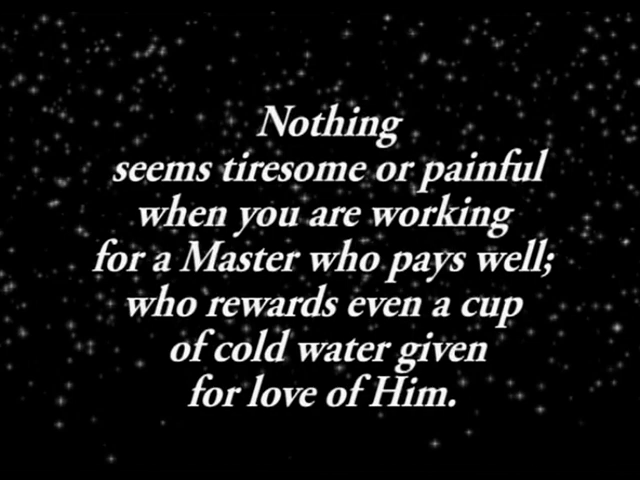 Nothing
seems tiresome or painful
when you are working
for a Master who pays well;
who rewards even a cup
of cold water given
for love of Him.